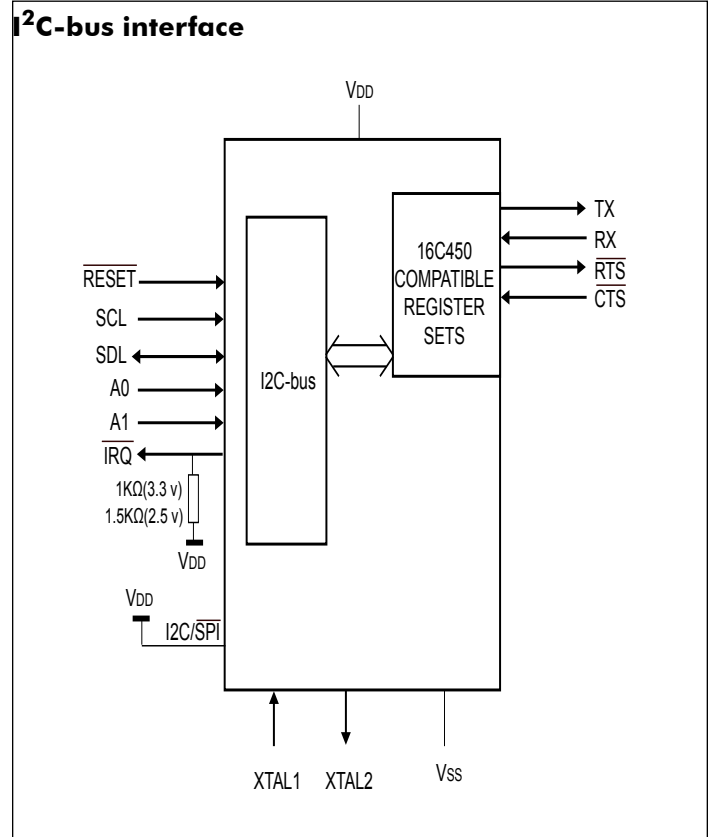 I²C-bus interface
VDD
TX
RX
RTS
CTS
16C450
COMPATIBLE
REGISTER
SETS
RESET
SCL
SDL
A0
A1
IRQ
I2C-bus
1KΩ(3.3 v)
1.5KΩ(2.5 v)
VDD
VDD
I2C/SPI
XTAL1
XTAL2
VSS